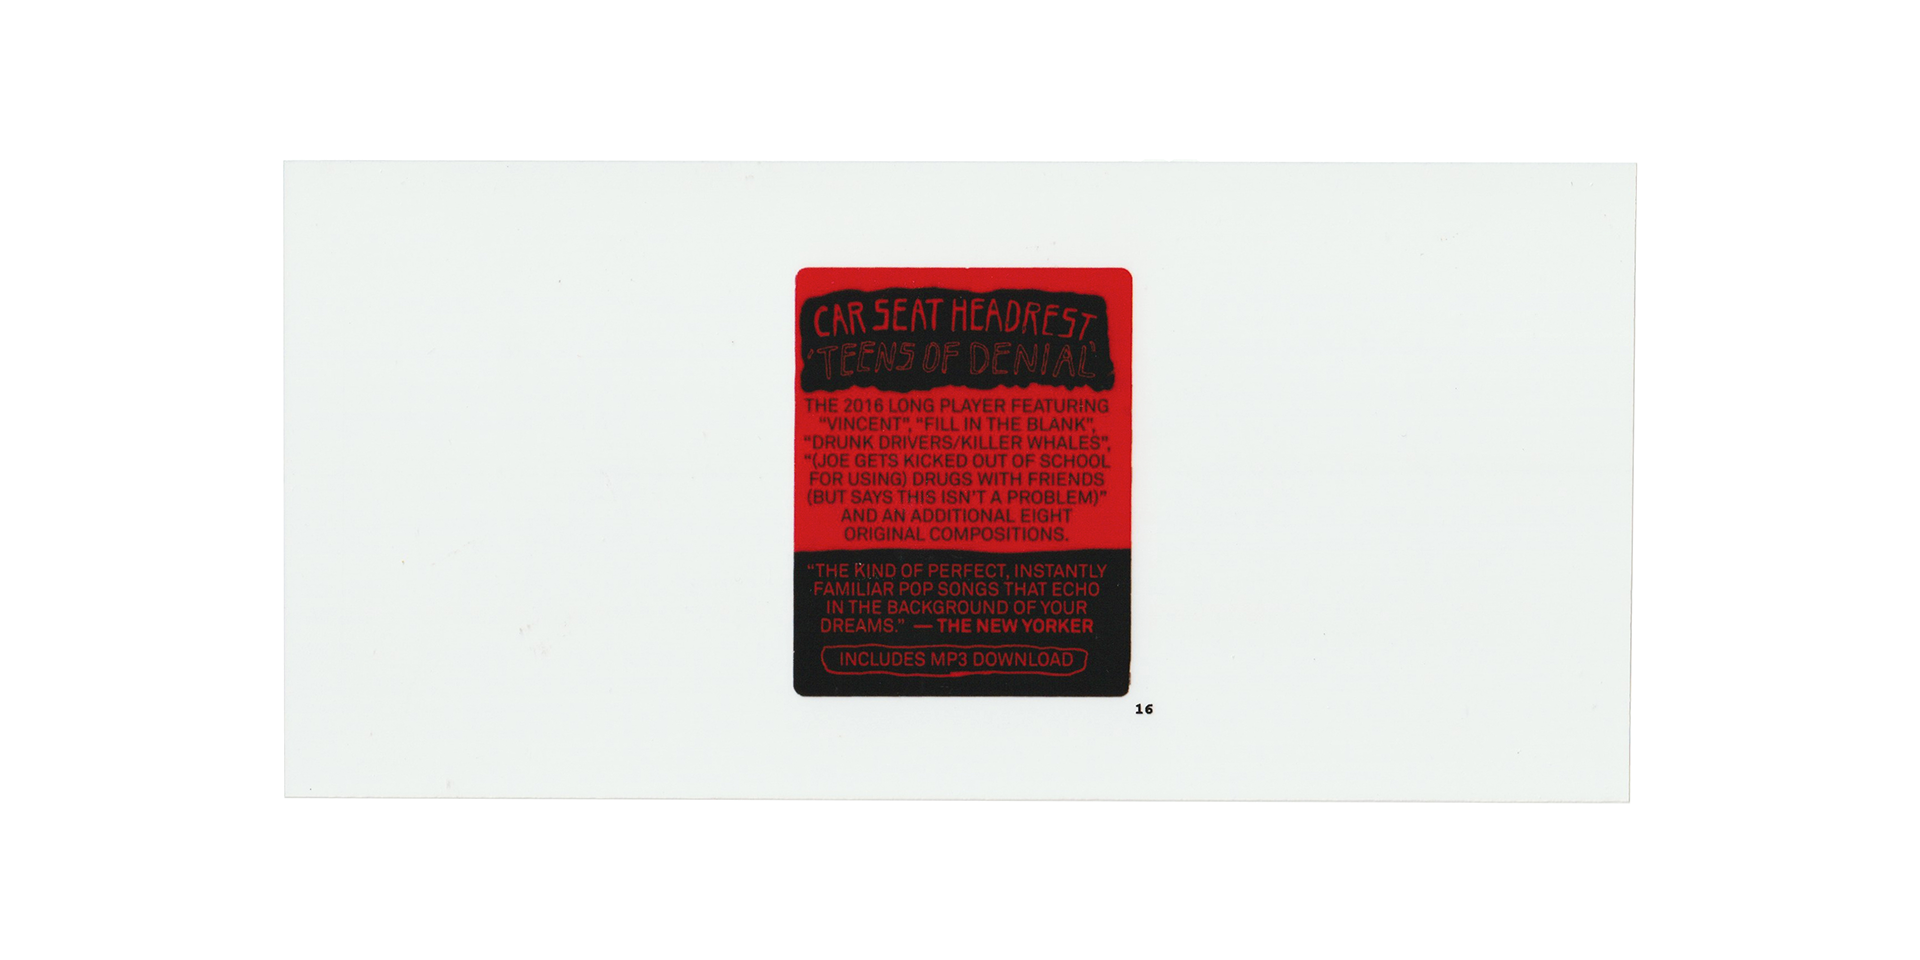 CAR SEAT HEADREST
'TEENS OF DENIAL'
THE 2016 LONG PLAYER FEATURING
“VINCENT”, “FILL IN THE BLANK”,
“DRUNK DRIVERS/KILLER WHALES”,
“(JOE GETS KICKED OUT OF SCHOOL
FOR USING) DRUGS WITH FRIENDS
(BUT SAYS THIS ISN'T A PROBLEM)”
AND AN ADDITIONAL EIGHT
ORIGINAL COMPOSITIONS.
“THE KIND OF PERFECT, INSTANTLY
FAMILIAR POP SONGS THAT ECHO
IN THE BACKGROUND OF YOUR
DREAMS.” — THE NEW YORKER
INCLUDES MP3 DOWNLOAD
16